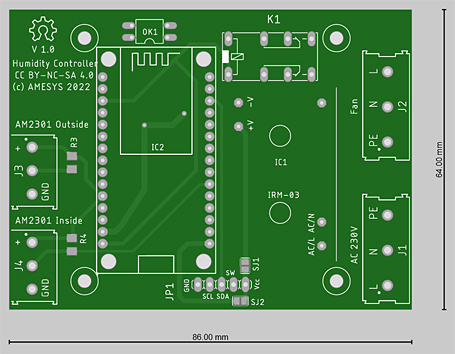 V 1.0
Humidity Controller
CC BY-NC-SA 4.0
(c) AMESYS 2022
OK1
K1
AM2301 Outside
+
J3
GND
R3
IC2
-V
+V
IC1
IRM-03
Fan
L
N
PE
J2
AM2301 Inside
+
J4
GND
R4
AC/L AC/N
AC 230V
PE
N
L
J1
JP1
GND
SCL SDA
SW
Vcc
SJ1
SJ2
64.00 mm
86.00 mm